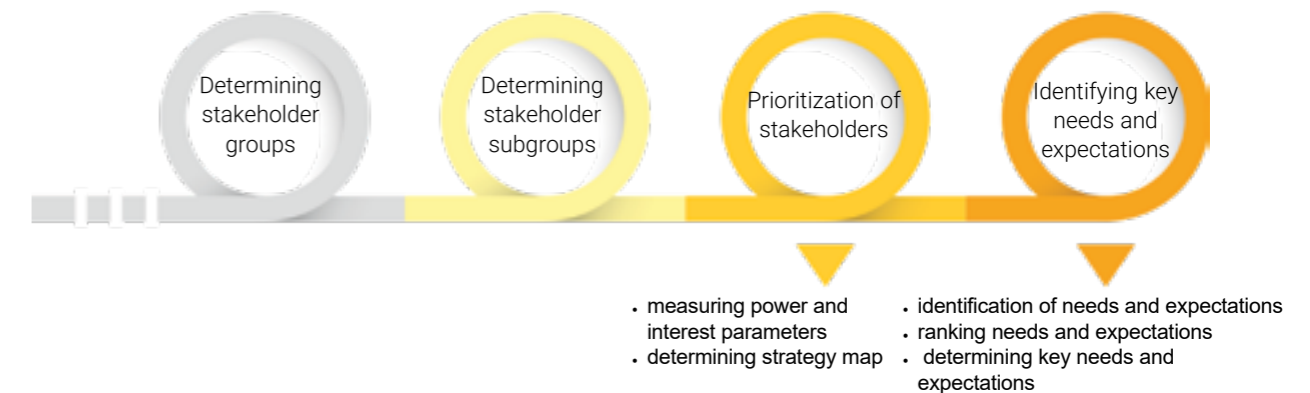 Determining
stakeholder
groups
Determining
stakeholder
subgroups
Prioritization of
stakeholders
Identifying key
needs and
expectations
• measuring power and
interest parameters
• determining strategy map
• identification of needs and expectations
• ranking needs and expectations
• determining key needs and
expectations